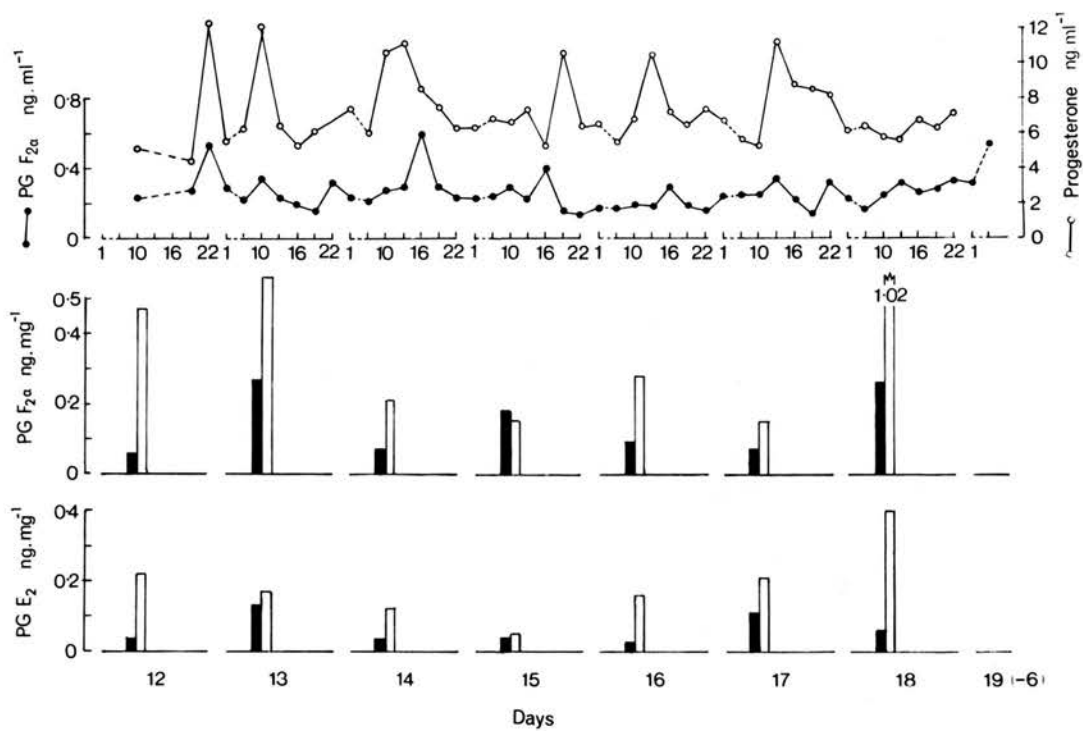 PG F2α ng. ml⁻¹
0·8
0·4
0
12
10
8
6
4
2
0
Progesterone ng ml⁻¹
1 10 16 22 1 10 16 22 1 10 16 22 1 10 16 22 1 10 16 22 1 10 16 22 1 10 16 22 1
PG F2α ng. mg⁻¹
0·5
0·4
0·2
0
1·02
PG E2 ng. mg⁻¹
0·4
0·2
0
12 13 14 15 16 17 18 19 (-6)
Days